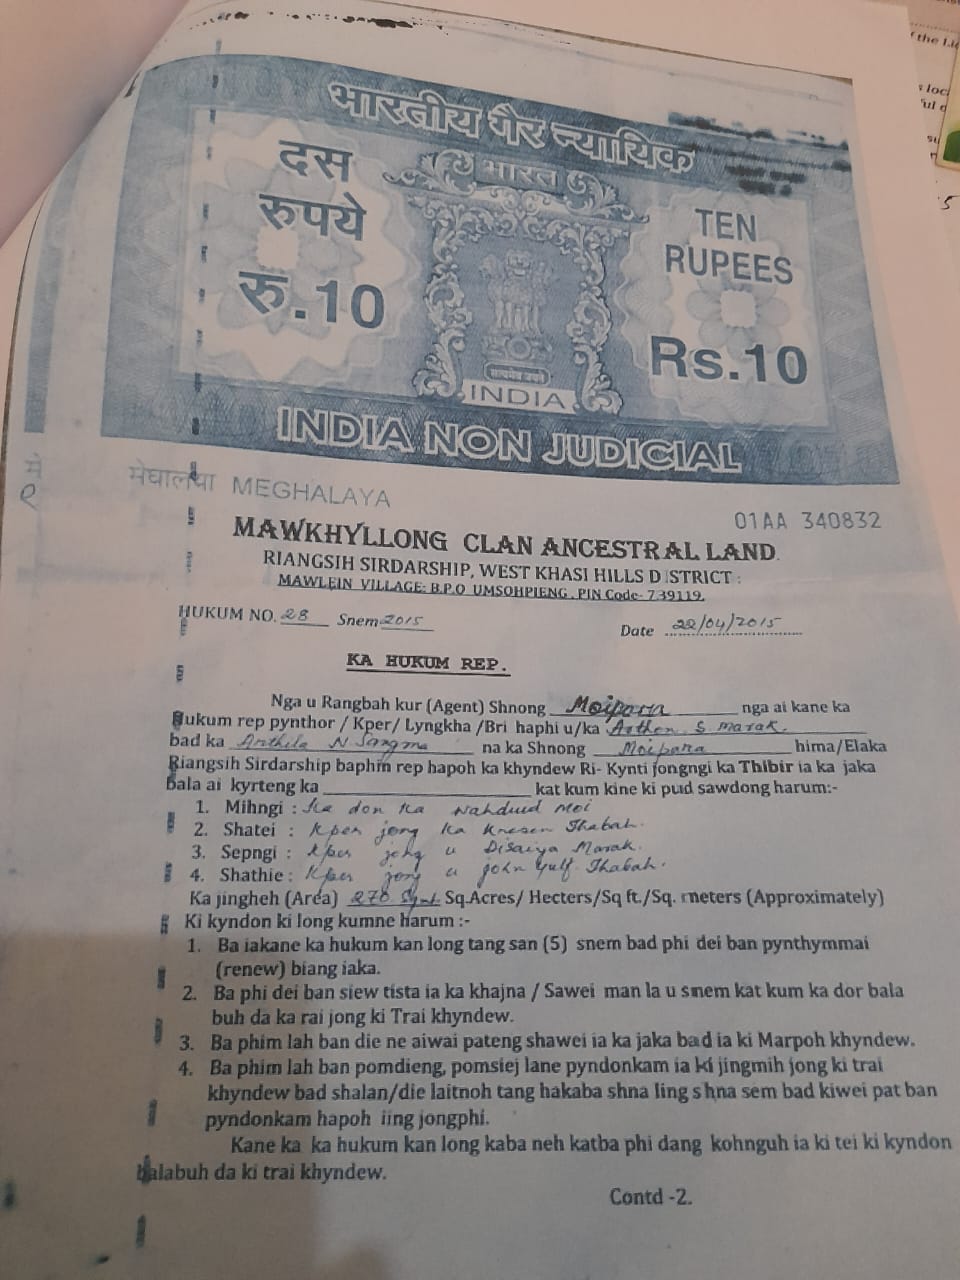 भारतीय गैर न्यायिक
भारत
दस
रुपये
रु.10
TEN
RUPEES
Rs.10
सत्यमेव जयते
INDIA
INDIA NON JUDICIAL
मेघालया MEGHALAYA
01AA 340832
MAWKHYLLONG CLAN ANCESTRAL LAND.
RIANGSIH SIRDARSHIP, WEST KHASI HILLS DISTRICT :
MAWLEIN VILLAGE: B.P.O UMSOHPIENG . PIN Code- 739119.
HUKUM NO. 28 Snem 2015
Date 22/04/2015
KA HUKUM REP.
Nga u Rangbah kur (Agent) Shnong Moipara nga ai kane ka
Hukum rep pynthor / Kper/ Lyngkha /Bri haphi u/ka Arthen S marak.
bad ka Arthila N Sangma na ka Shnong Moipara hima/Elaka
Riangsih Sirdarship baphin rep hapoh ka khyndew Ri- Kynti jongngi ka Thibir ia ka jaka
bala ai kyrteng ka kat kum kine ki pud sawdong harum:-
1. Mihngi : Ka don ka wahduid moi
2. Shatei : Kper jong ka Thabah.
3. Sepngi : Kper jong u Disaiya Marak.
4. Shathie : Kper jong u john Gulf Thabah.
Ka jingheh (Area) 270 Sq.Acres/ Hecters/Sq ft./Sq. meters (Approximately)
Ki kyndon ki long kumne harum :-
1. Ba iakane ka hukum kan long tang san (5) snem bad phi dei ban pynthymmai
(renew) biang iaka.
2. Ba phi dei ban siew tista ia ka khajna / Sawei man la u snem kat kum ka dor bala
buh da ka rai jong ki Trai khyndew.
3. Ba phim lah ban die ne aiwai pateng shawei ia ka jaka bad ia ki Marpoh khyndew.
4. Ba phim lah ban pomdieng, pomsiej lane pyndonkam ia ki jingmih jong ki trai
khyndew bad shalan/die laitnoh tang hakaba shna ling shna sem bad kiwei pat ban
pyndonkam hapoh iing jongphi.
Kane ka ka hukum kan long kaba neh katba phi dang kohnguh ia ki tei ki kyndon
balabuh da ki trai khyndew.
Contd -2.